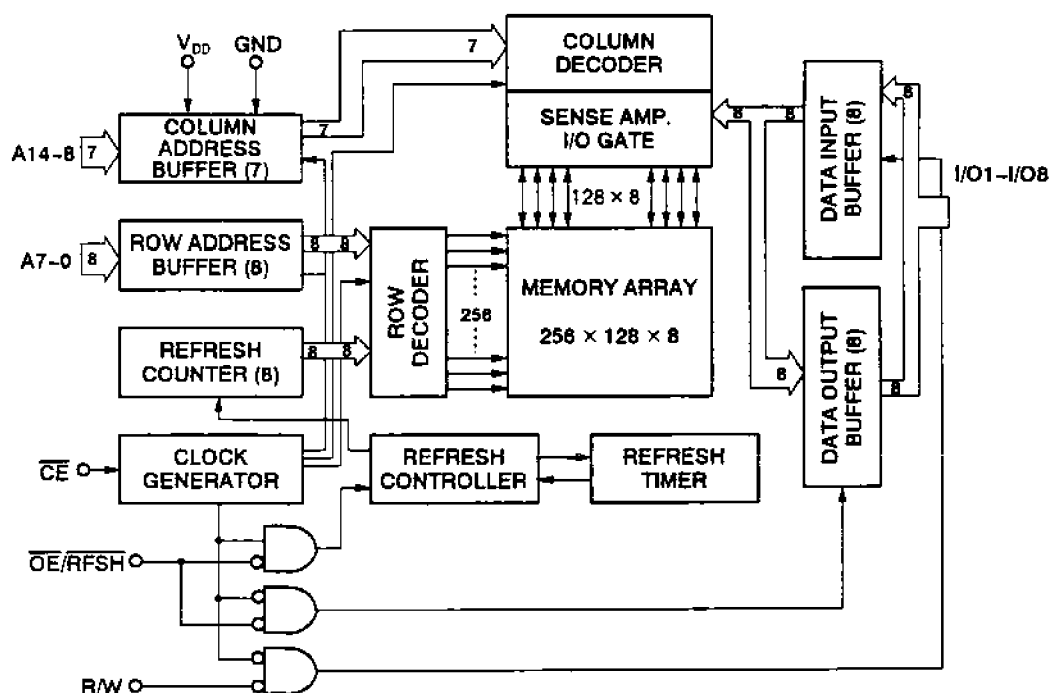 V_DD GND
7
COLUMN
DECODER
A14-8 7
COLUMN
ADDRESS
BUFFER (7)
7
SENSE AMP.
I/O GATE
8 8
DATA INPUT
BUFFER (8)
8 8
I/O1-I/O8
128 × 8
A7-0 8
ROW ADDRESS
BUFFER (8)
8 8
ROW
DECODER
256
MEMORY ARRAY
256 × 128 × 8
REFRESH
COUNTER (8)
8 8
8
DATA OUTPUT
BUFFER (8)
8
C̅E̅
CLOCK
GENERATOR
REFRESH
CONTROLLER
REFRESH
TIMER
O̅E̅/R̅F̅S̅H̅
R/W